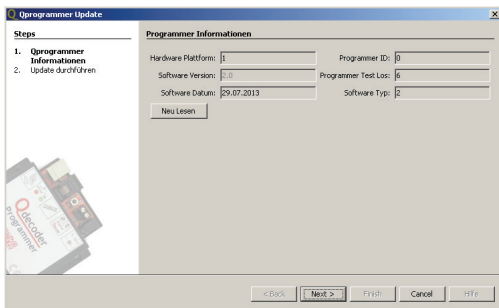 Qprogrammer Update
Steps
1. Qprogrammer
Informationen
2. Update durchführen
Programmer Informationen
Hardware Plattform: 1
Programmer ID: 0
Software Version: 2.0
Programmer Test Los: 6
Software Datum: 29.07.2013
Software Typ: 2
Neu Lesen
Qdecoder
Programmer
< Back
Next >
Finish
Cancel
Hilfe